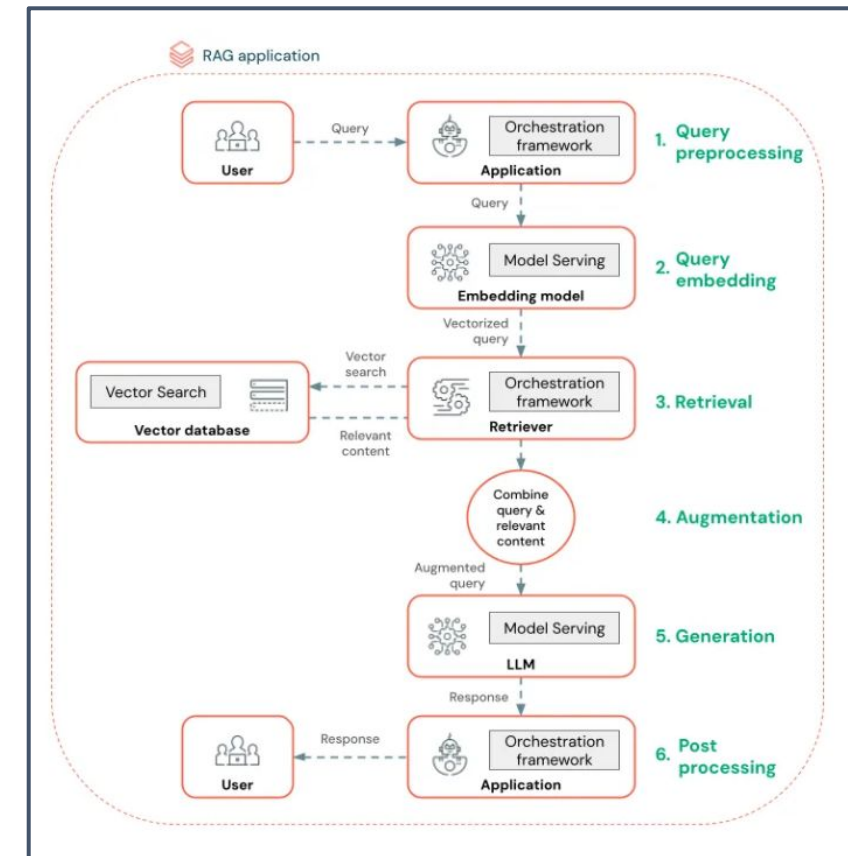 RAG application
Query
User
Orchestration
framework
Application
1. Query
preprocessing
Query
Model Serving
Embedding model
2. Query
embedding
Vectorized
query
Vector
search
Vector Search
Vector database
Relevant
content
Orchestration
framework
Retriever
3. Retrieval
Combine
query &
relevant
content
4. Augmentation
Augmented
query
Model Serving
LLM
5. Generation
Response
User
Response
Orchestration
framework
Application
6. Post
processing